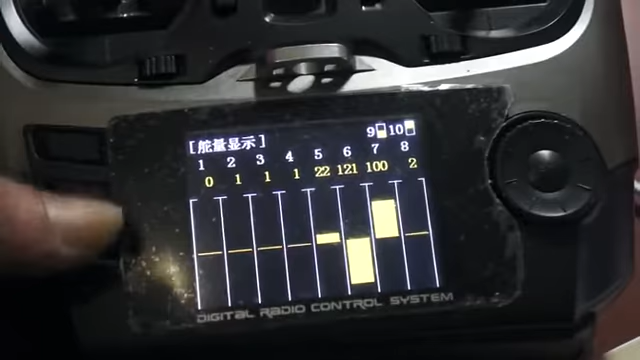 [舵量显示]
9 10
1 2 3 4 5 6 7 8
0 1 1 1 22 121 100 2
DIGITAL RADIO CONTROL SYSTEM